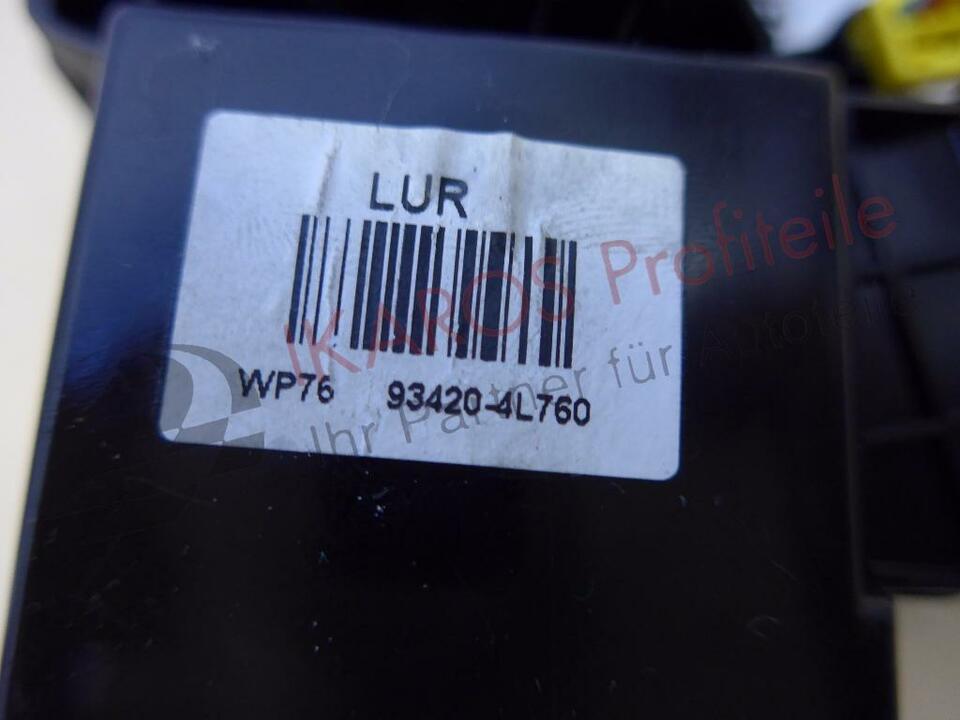 LUR
WP76 93420-4L760
IKAROS Profiteile
Ihr Partner für Autoteile